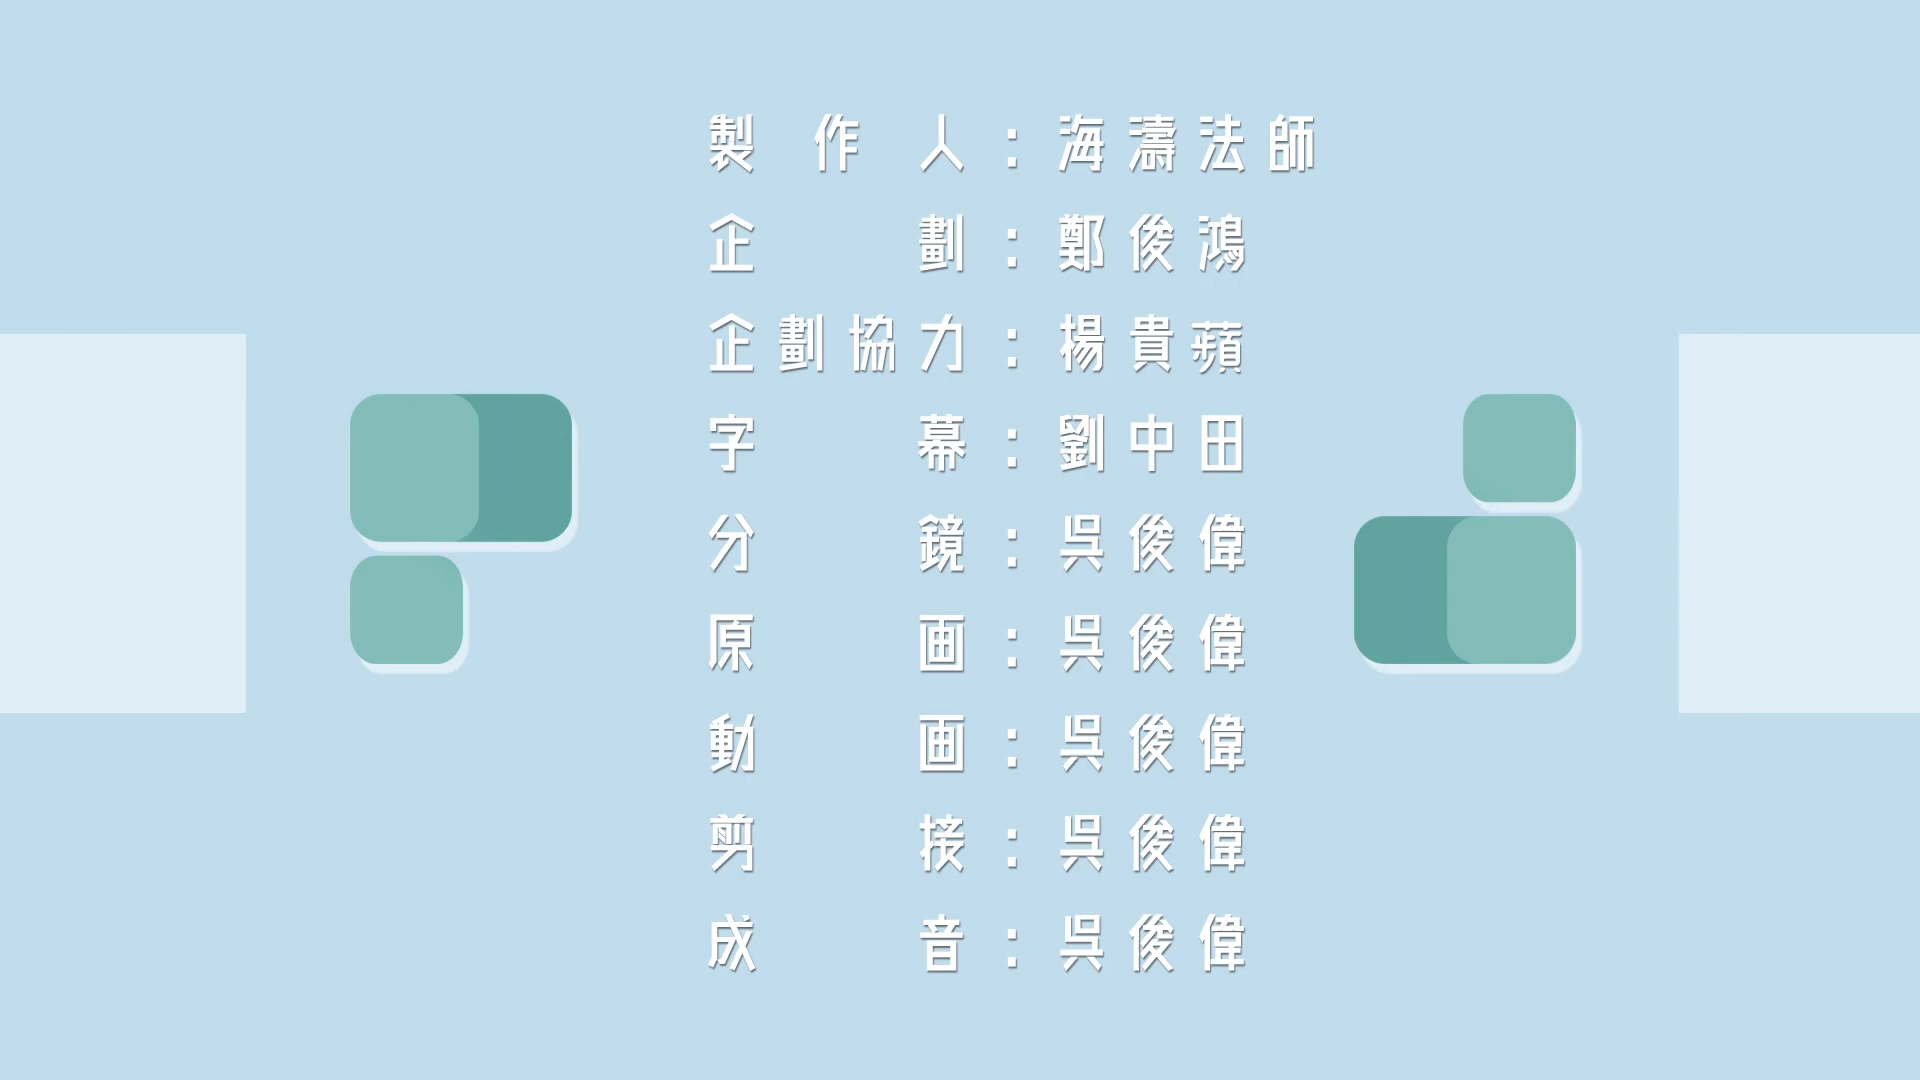 製作人：海濤法師
企劃：鄭俊鴻
企劃協力：楊貴蘋
字幕：劉中田
分鏡：吳俊偉
原画：吳俊偉
動画：吳俊偉
剪接：吳俊偉
成音：吳俊偉